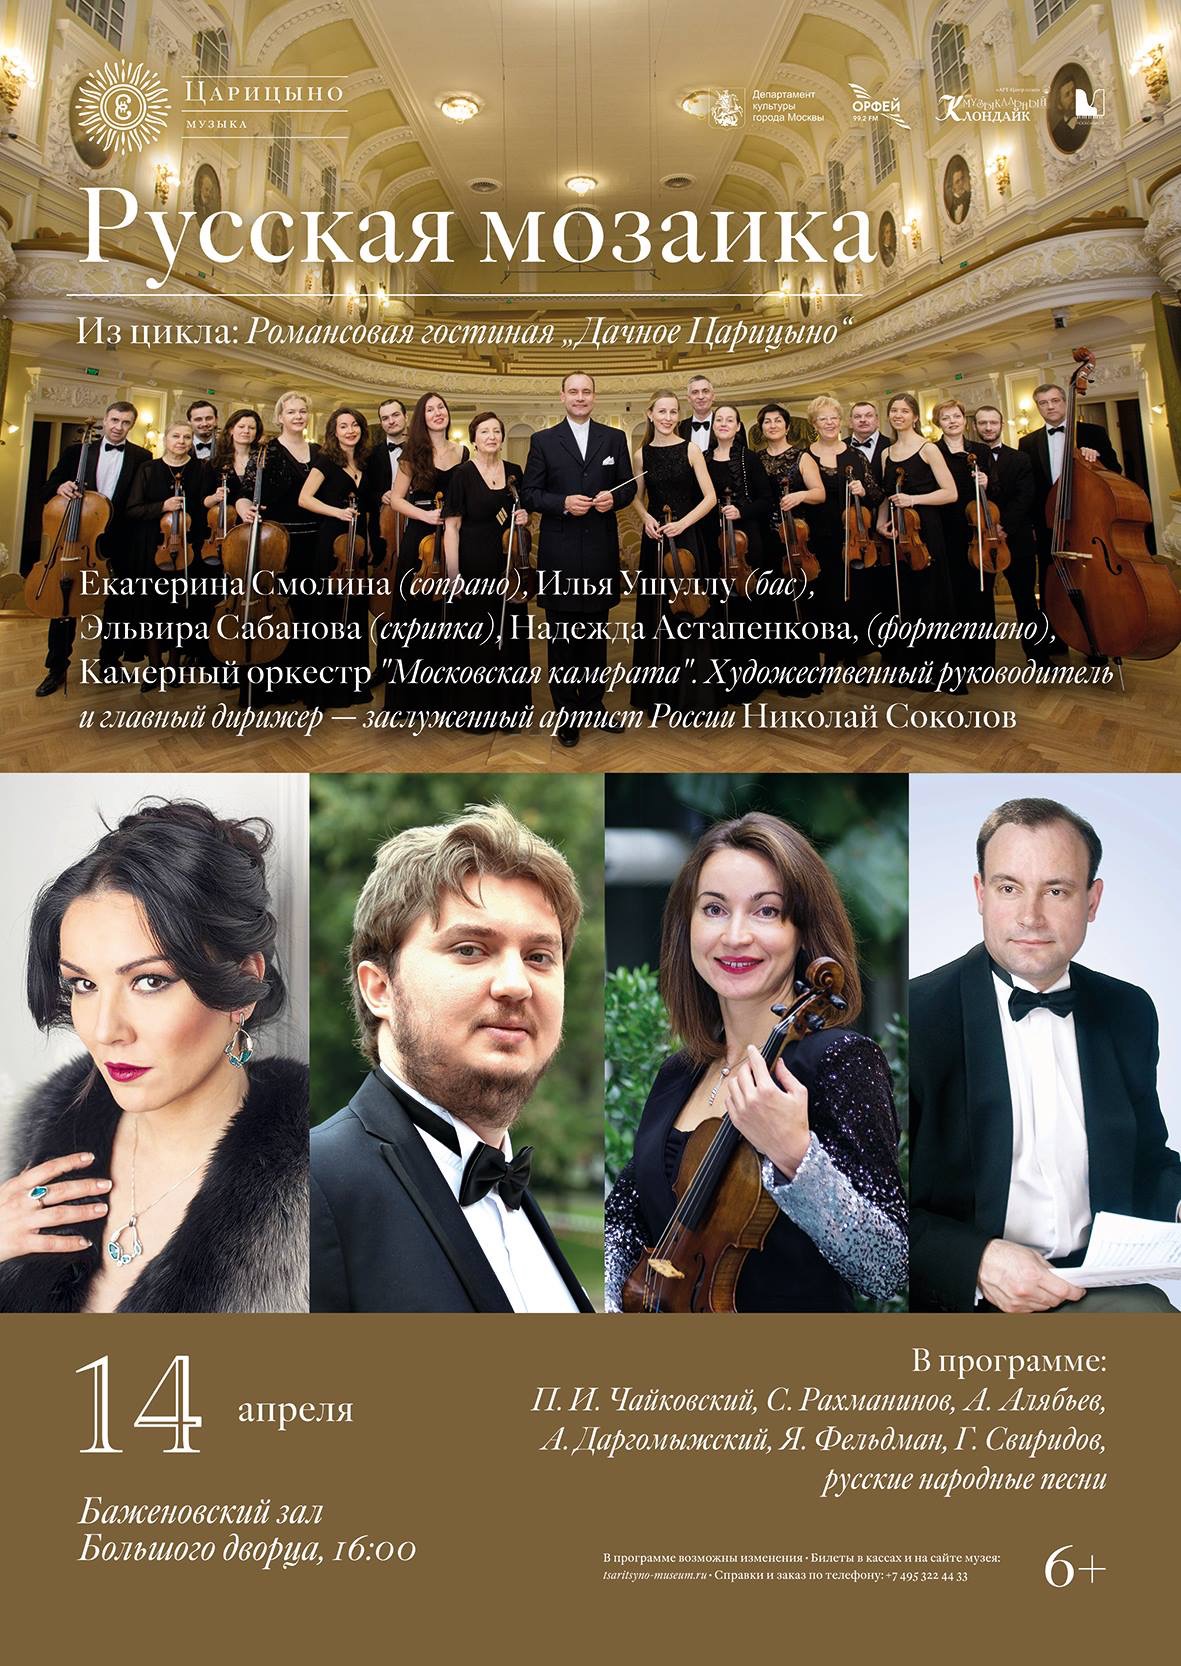 Царицыно
музыка
Департамент
культуры
города Москвы
ОРФЕЙ
99.2 FM
Музыкальный
Клондайк
Русская мозаика
Из цикла: Романсовая гостиная „Дачное Царицыно“
Екатерина Смолина (сопрано), Илья Ушуллу (бас),
Эльвира Сабанова (скрипка), Надежда Астапенкова, (фортепиано),
Камерный оркестр "Московская камерата". Художественный руководитель
и главный дирижер — заслуженный артист России Николай Соколов
14 апреля
Баженовский зал
Большого дворца, 16:00
В программе:
П. И. Чайковский, С. Рахманинов, А. Алябьев,
А. Даргомыжский, Я. Фельдман, Г. Свиридов,
русские народные песни
В программе возможны изменения • Билеты в кассах и на сайте музея:
tsaritsyno-museum.ru • Справки и заказ по телефону: +7 495 322 44 33
6+